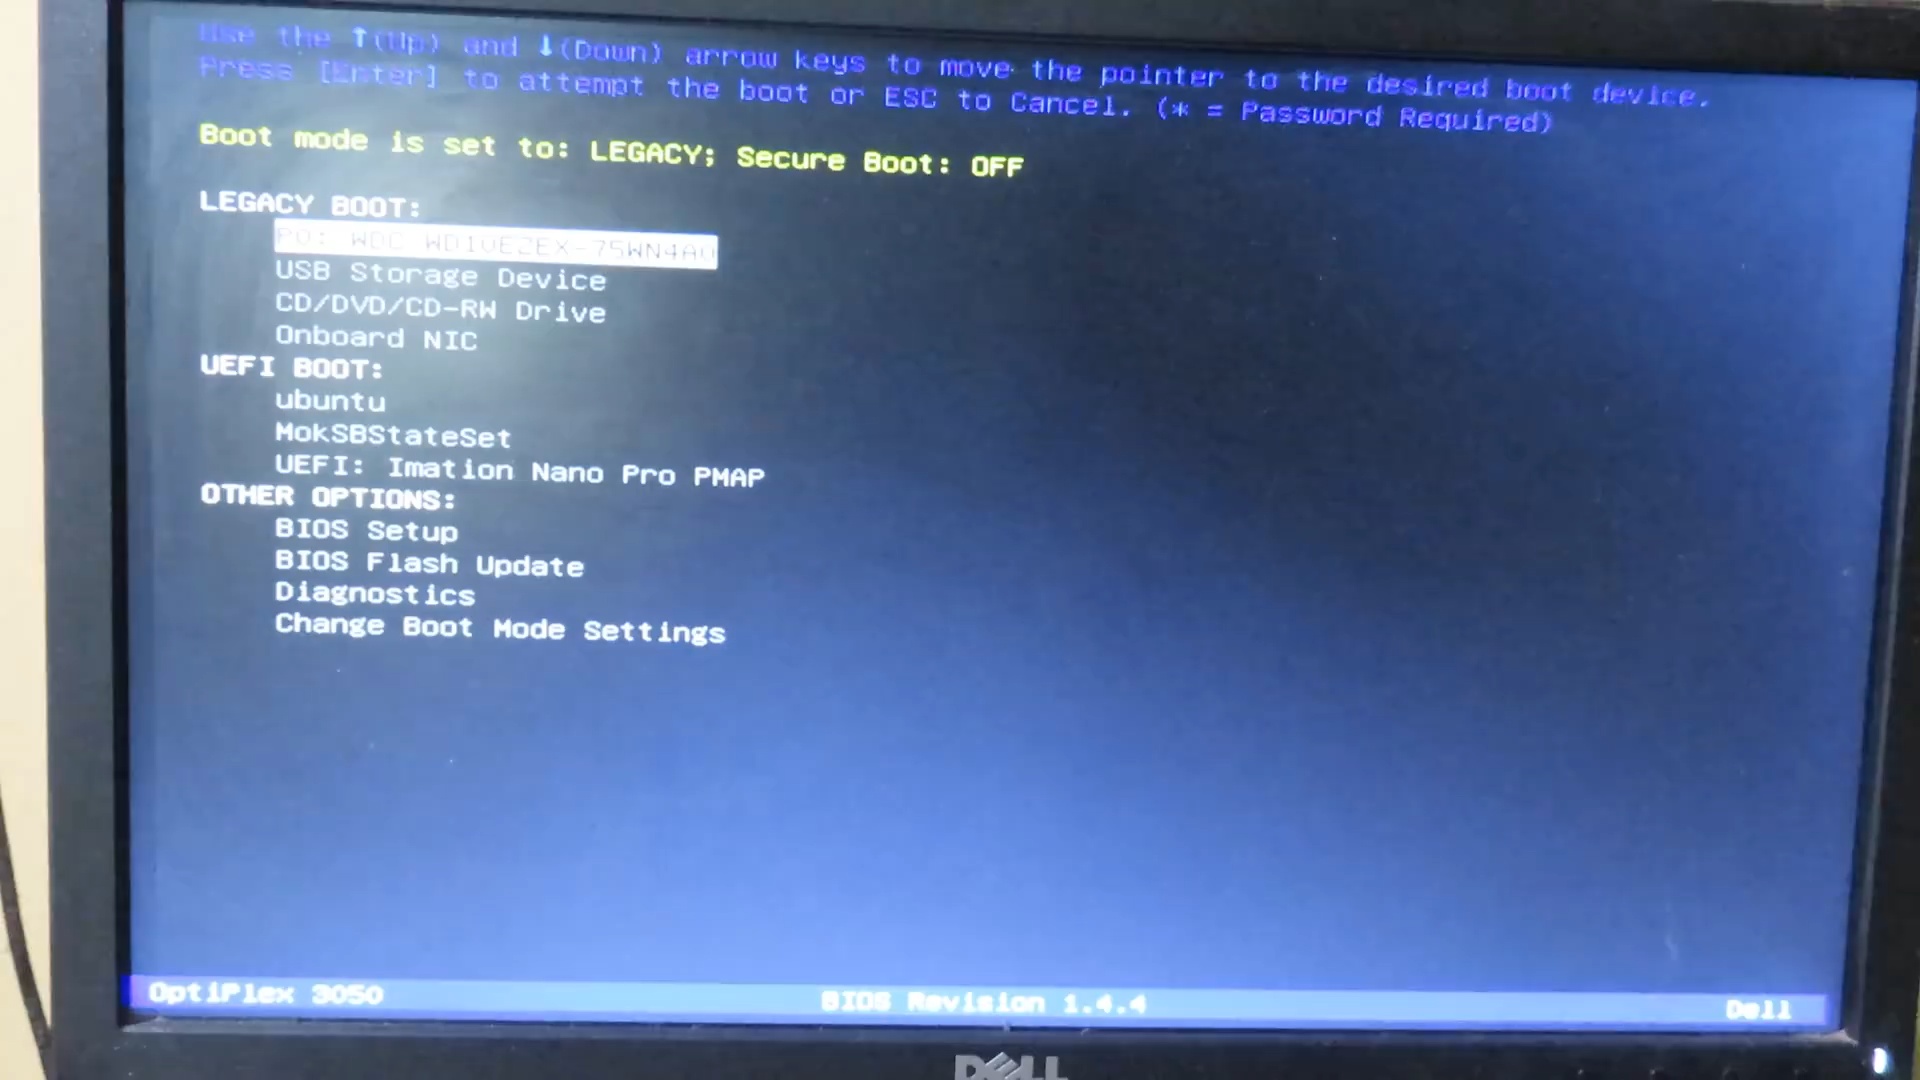 Use the ↑(Up) and ↓(Down) arrow keys to move the pointer to the desired boot device.
Press [Enter] to attempt the boot or ESC to Cancel. (* = Password Required)
Boot mode is set to: LEGACY; Secure Boot: OFF
LEGACY BOOT:
P0: WDC WD10EZEX-75WN4A0
USB Storage Device
CD/DVD/CD-RW Drive
Onboard NIC
UEFI BOOT:
ubuntu
MokSBStateSet
UEFI: Imation Nano Pro PMAP
OTHER OPTIONS:
BIOS Setup
BIOS Flash Update
Diagnostics
Change Boot Mode Settings
OptiPlex 3050
BIOS Revision 1.4.4
Dell
DELL